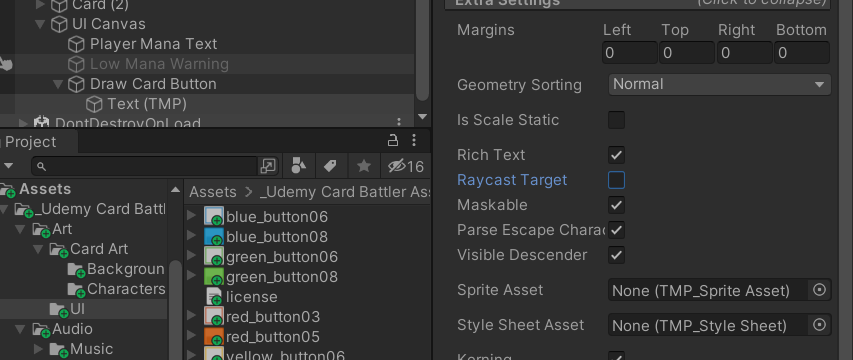 Card (2)
UI Canvas
Player Mana Text
Low Mana Warning
Draw Card Button
Text (TMP)
DontDestroyOnLoad
Project
16
Assets
_Udemy Card Battl
Art
Card Art
Backgroun
Characters
UI
Audio
Music
Assets > _Udemy Card Battler As
blue_button06
blue_button08
green_button06
green_button08
license
red_button03
red_button05
yellow_button06
Extra Settings (Click to collapse)
Margins
Left Top Right Bottom
0 0 0 0
Geometry Sorting Normal
Is Scale Static
Rich Text
Raycast Target
Maskable
Parse Escape Charac
Visible Descender
Sprite Asset None (TMP_Sprite Asset)
Style Sheet Asset None (TMP_Style Sheet)
Kerning